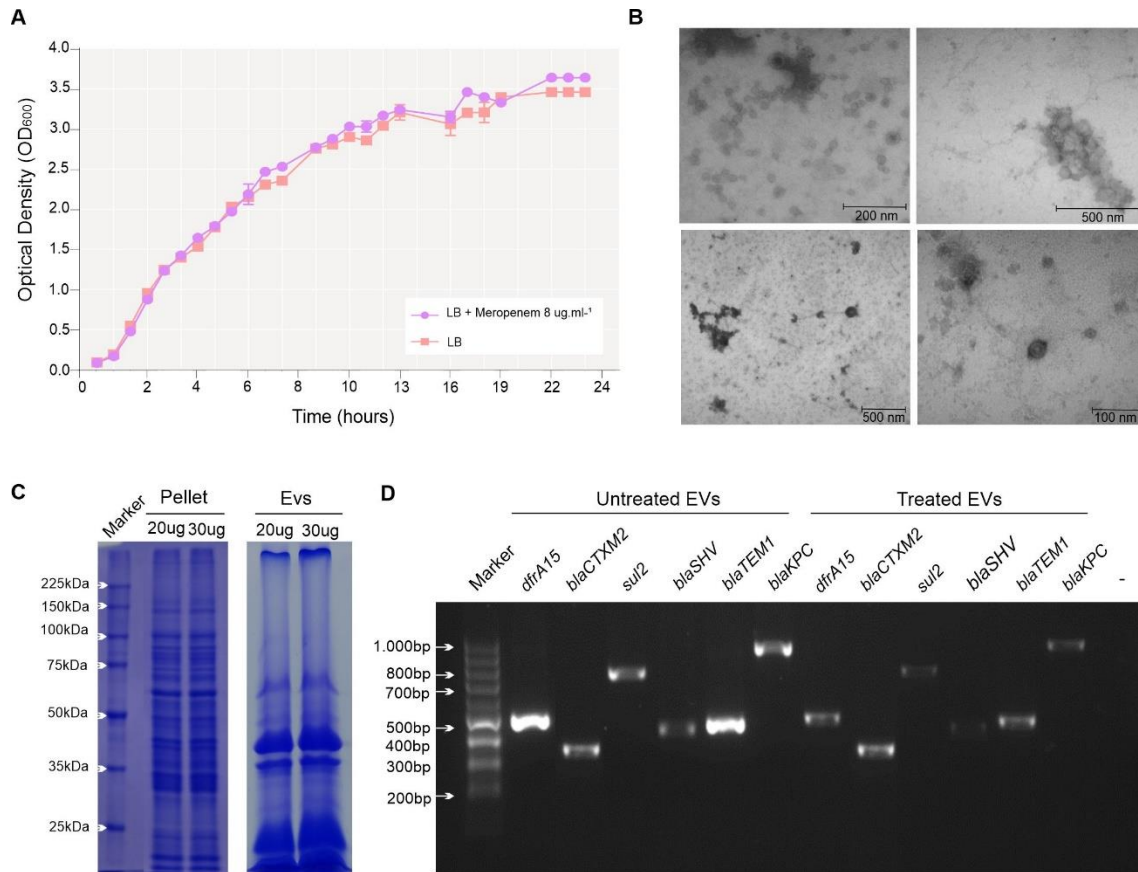 A
Optical Density (OD600)
4.0
3.5
3.0
2.5
2.0
1.5
1.0
0.5
0.0
0 2 4 6 8 10 13 16 19 22 24
Time (hours)
LB + Meropenem 8 ug.ml-¹
LB
B
200 nm
500 nm
500 nm
100 nm
C
Marker
Pellet
Evs
20ug 30ug
20ug 30ug
225kDa
150kDa
100kDa
75kDa
50kDa
35kDa
25kDa
D
Untreated EVs
Treated EVs
Marker dfrA15 blaCTXM2 sul2 blaSHV blaTEM1 blaKPC dfrA15 blaCTXM2 sul2 blaSHV blaTEM1 blaKPC -
1.000bp
800bp
700bp
500bp
400bp
300bp
200bp